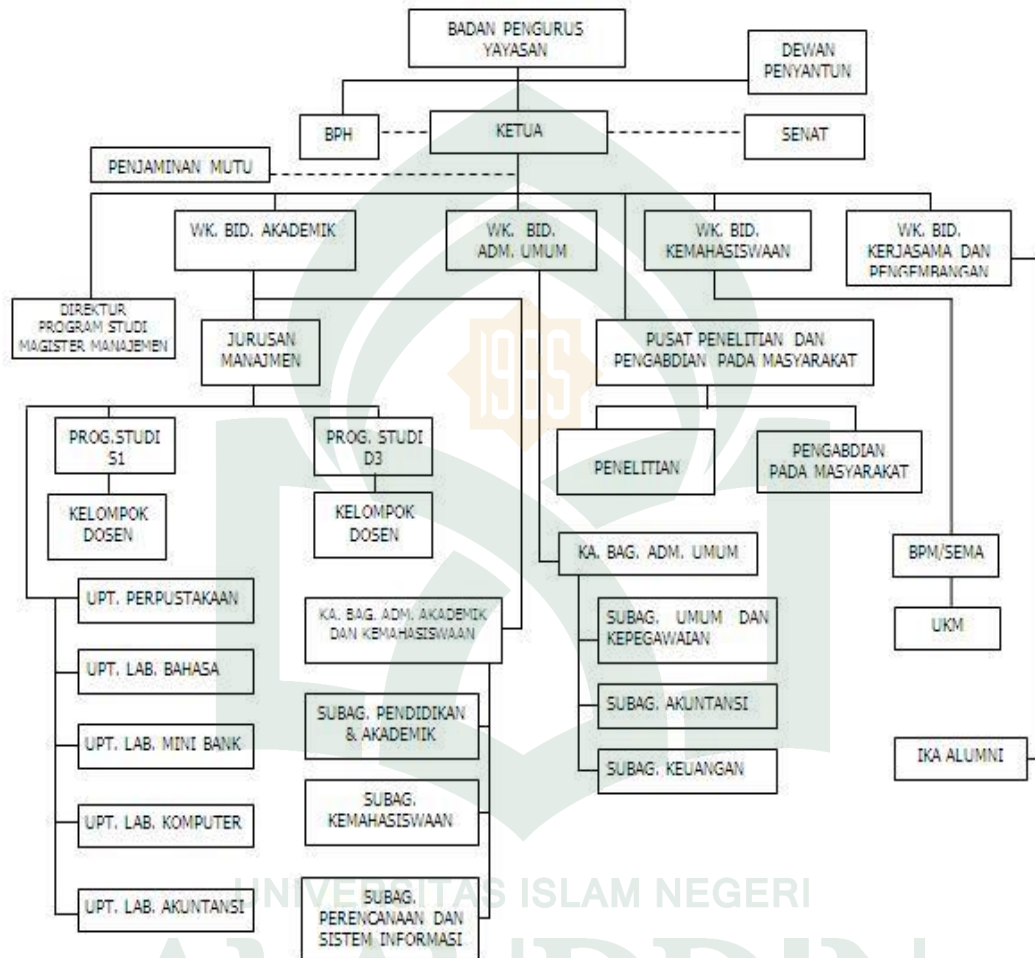 BADAN PENGURUS
YAYASAN
DEWAN
PENYANTUN
BPH
KETUA
SENAT
PENJAMINAN MUTU
WK. BID. AKADEMIK
WK. BID.
ADM. UMUM
WK. BID.
KEMAHASISWAAN
WK. BID.
KERJASAMA DAN
PENGEMBANGAN
DIREKTUR
PROGRAM STUDI
MAGISTER MANAJEMEN
JURUSAN
MANAJMEN
PUSAT PENELITIAN DAN
PENGABDIAN PADA MASYARAKAT
1985
PROG.STUDI
S1
PROG. STUDI
D3
PENELITIAN
PENGABDIAN
PADA MASYARAKAT
KELOMPOK
DOSEN
KELOMPOK
DOSEN
KA. BAG. ADM. UMUM
BPM/SEMA
UPT. PERPUSTAKAAN
KA. BAG. ADM. AKADEMIK
DAN KEMAHASISWAAN
SUBAG. UMUM DAN
KEPEGAWAIAN
UKM
UPT. LAB. BAHASA
SUBAG. PENDIDIKAN
& AKADEMIK
SUBAG. AKUNTANSI
UPT. LAB. MINI BANK
SUBAG. KEUANGAN
IKA ALUMNI
UPT. LAB. KOMPUTER
SUBAG.
KEMAHASISWAAN
UPT. LAB. AKUNTANSI
SUBAG.
PERENCANAAN DAN
SISTEM INFORMASI
UNIVERSITAS ISLAM NEGERI
ALAUDDIN